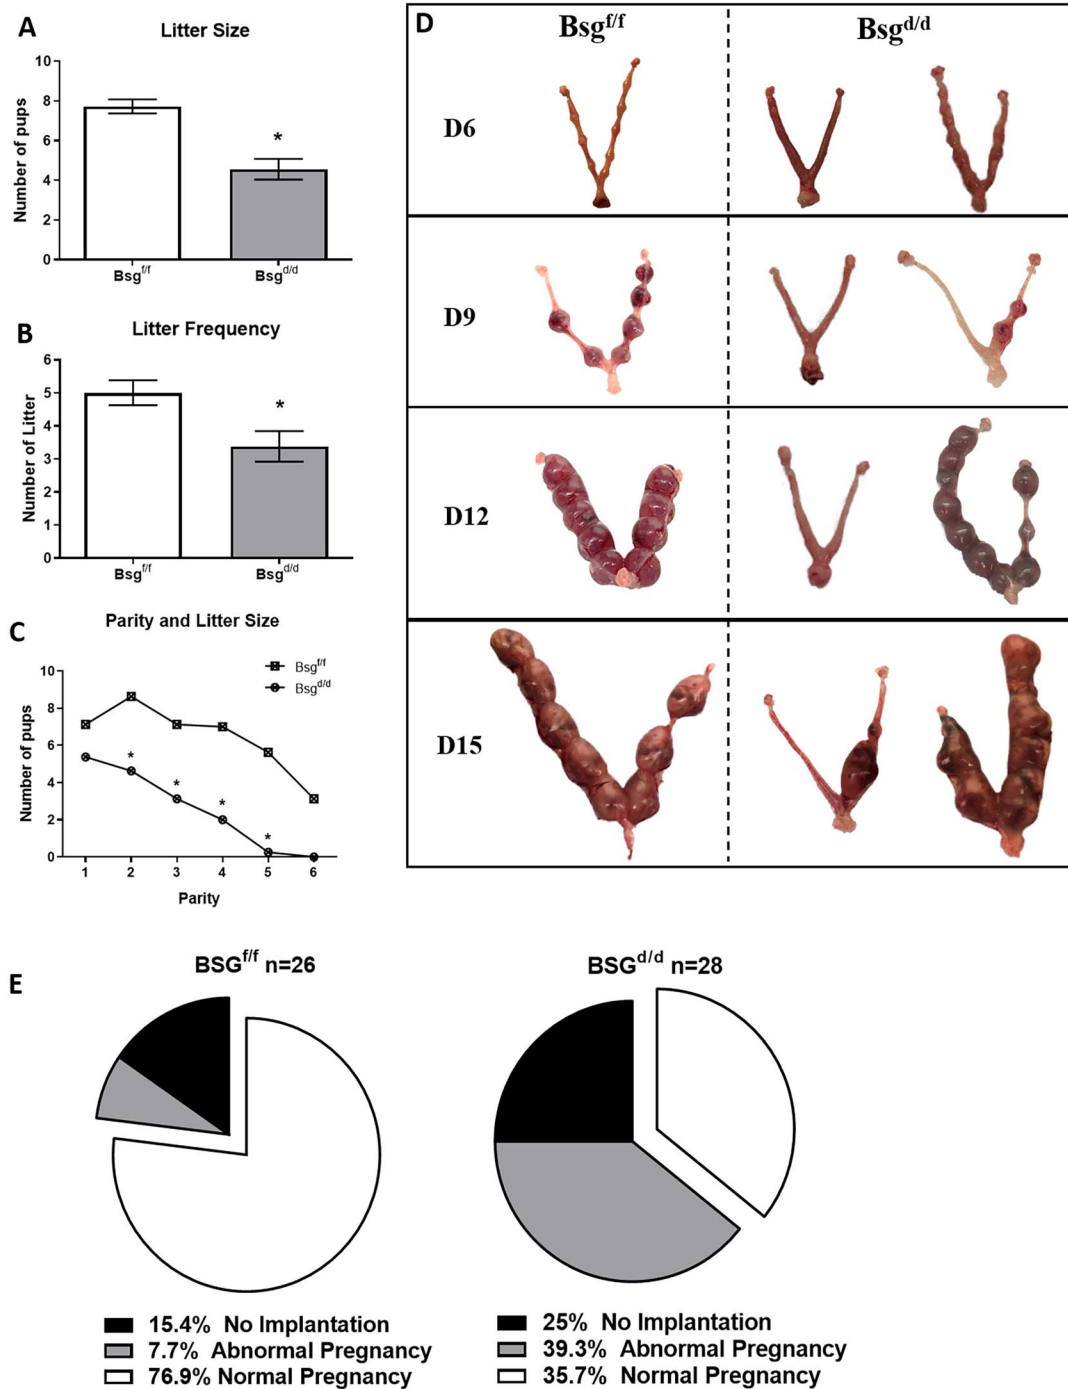 A
Litter Size
Number of pups
10
8
6
4
2
0
*
Bsgf/f
Bsgd/d
B
Litter Frequency
Number of Litter
6
5
4
3
2
1
0
*
Bsgf/f
Bsgd/d
C
Parity and Litter Size
Bsgf/f
Bsgd/d
Number of pups
10
8
6
4
2
0
*
*
*
*
1 2 3 4 5 6
Parity
D
Bsgf/f
Bsgd/d
D6
D9
D12
D15
E
BSGf/f n=26
15.4% No Implantation
7.7% Abnormal Pregnancy
76.9% Normal Pregnancy
BSGd/d n=28
25% No Implantation
39.3% Abnormal Pregnancy
35.7% Normal Pregnancy